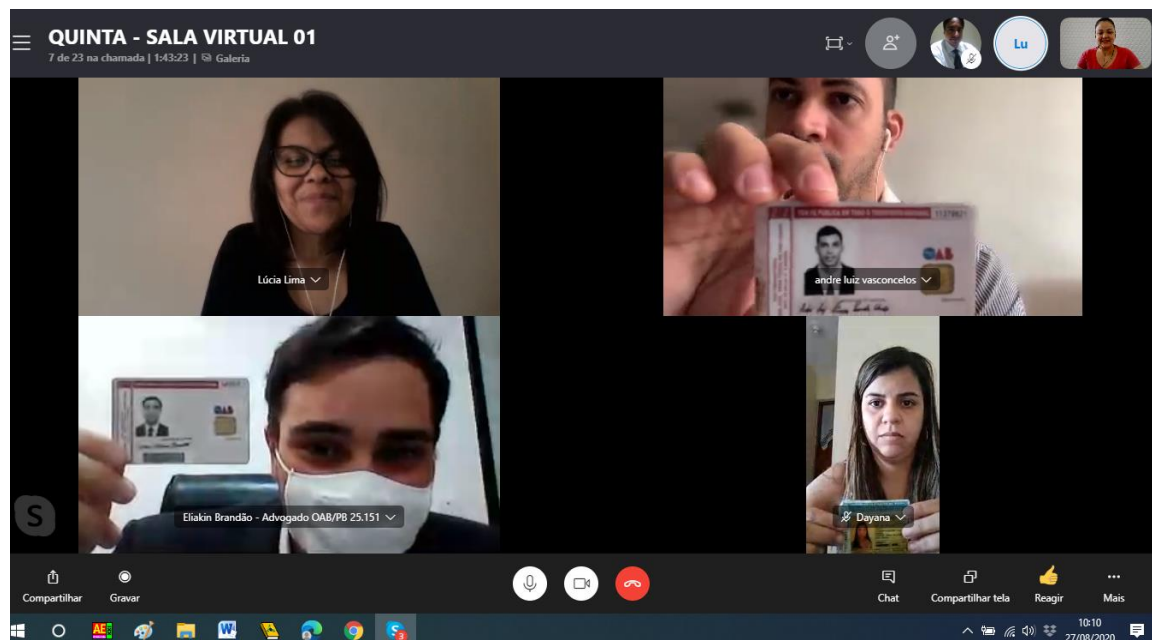 QUINTA - SALA VIRTUAL 01
7 de 23 na chamada | 1:43:23 | Galeria
Lu
Lúcia Lima
OAB
andre luiz vasconcelos
OAB
Eliakin Brandão - Advogado OAB/PB 25.151
Dayana
S
Compartilhar
Gravar
Chat
Compartilhar tela
Reagir
Mais
AE
W
S
3
10:10
27/08/2020